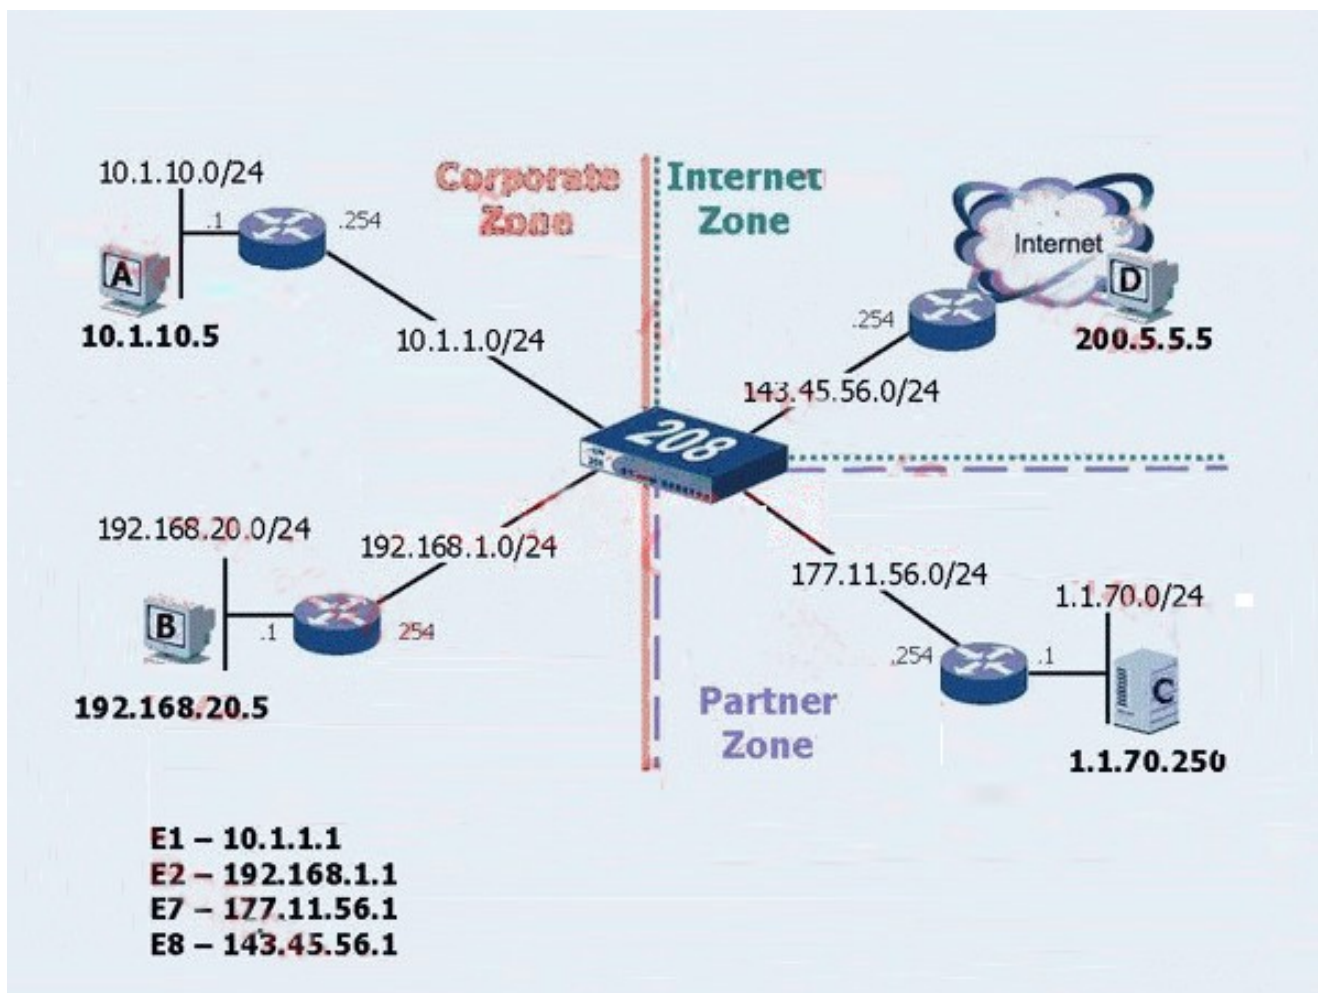 10.1.10.0/24
.1
.254
A
10.1.10.5
Corporate
Zone
Internet
Zone
Internet
D
.254
200.5.5.5
10.1.1.0/24
143.45.56.0/24
208
192.168.20.0/24
192.168.1.0/24
B
.1
254
192.168.20.5
177.11.56.0/24
1.1.70.0/24
.254
.1
C
1.1.70.250
Partner
Zone
E1 – 10.1.1.1
E2 – 192.168.1.1
E7 – 177.11.56.1
E8 – 143.45.56.1